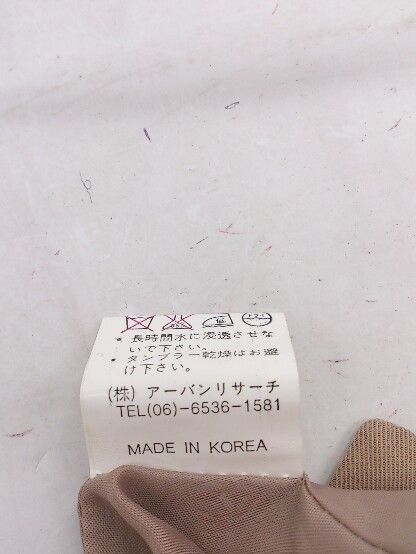 * 長時間水に浸透させな
いで下さい。
* タンブラー乾燥はお避
け下さい。
(株) アーバンリサーチ
TEL(06)-6536-1581
MADE IN KOREA